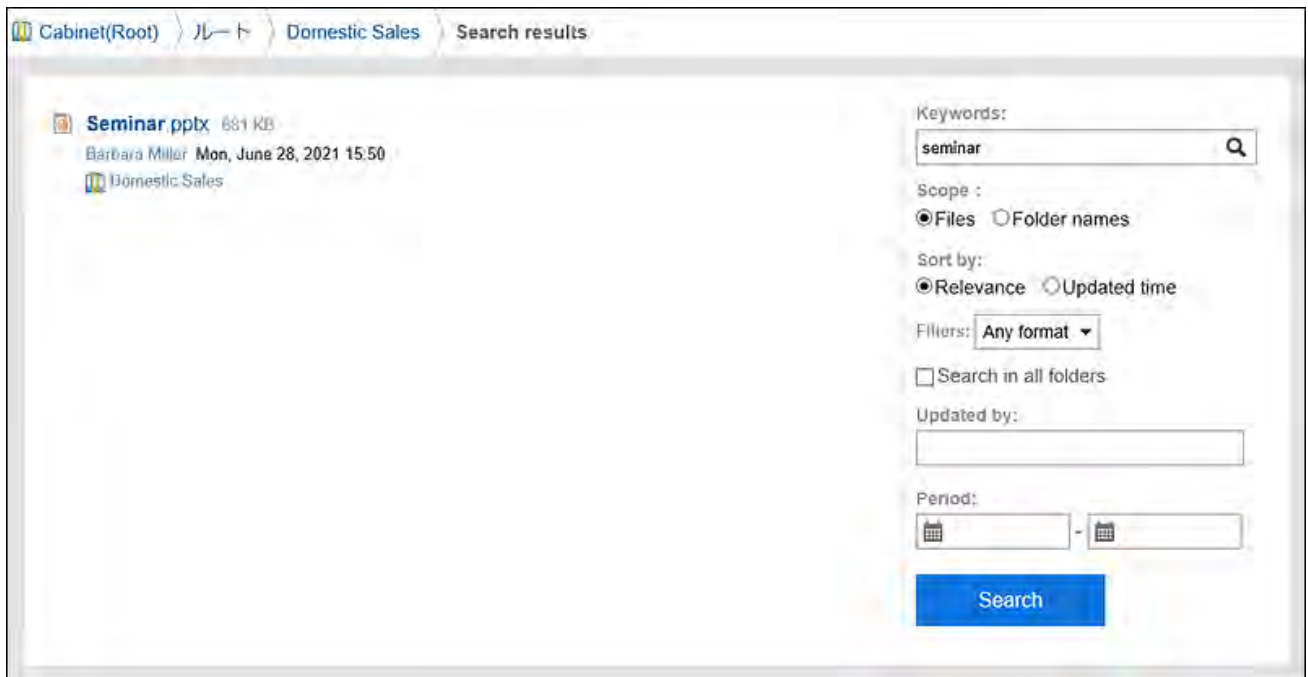 Cabinet(Root) ルート Domestic Sales Search results
Seminar.pptx 681 KB
Barbara Miller Mon, June 28, 2021 15:50
Domestic Sales
Keywords:
seminar
Scope :
Files Folder names
Sort by:
Relevance Updated time
Filters: Any format
Search in all folders
Updated by:
Period:
-
Search